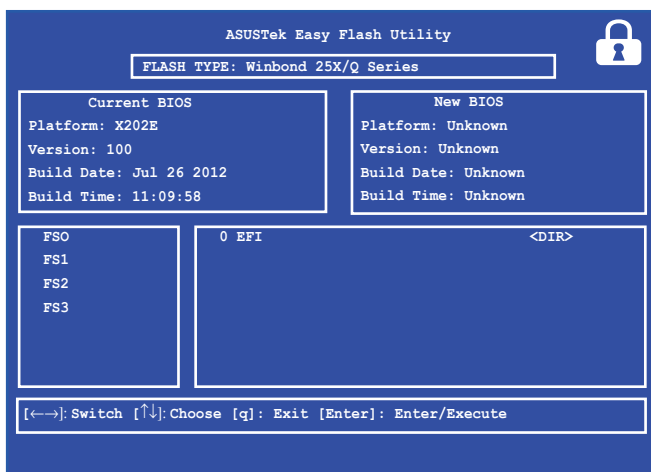 ASUSTek Easy Flash Utility
FLASH TYPE: Winbond 25X/Q Series
Current BIOS
Platform: X202E
Version: 100
Build Date: Jul 26 2012
Build Time: 11:09:58
New BIOS
Platform: Unknown
Version: Unknown
Build Date: Unknown
Build Time: Unknown
FSO
FS1
FS2
FS3
0 EFI <DIR>
[←→]: Switch [↑↓]: Choose [q]: Exit [Enter]: Enter/Execute